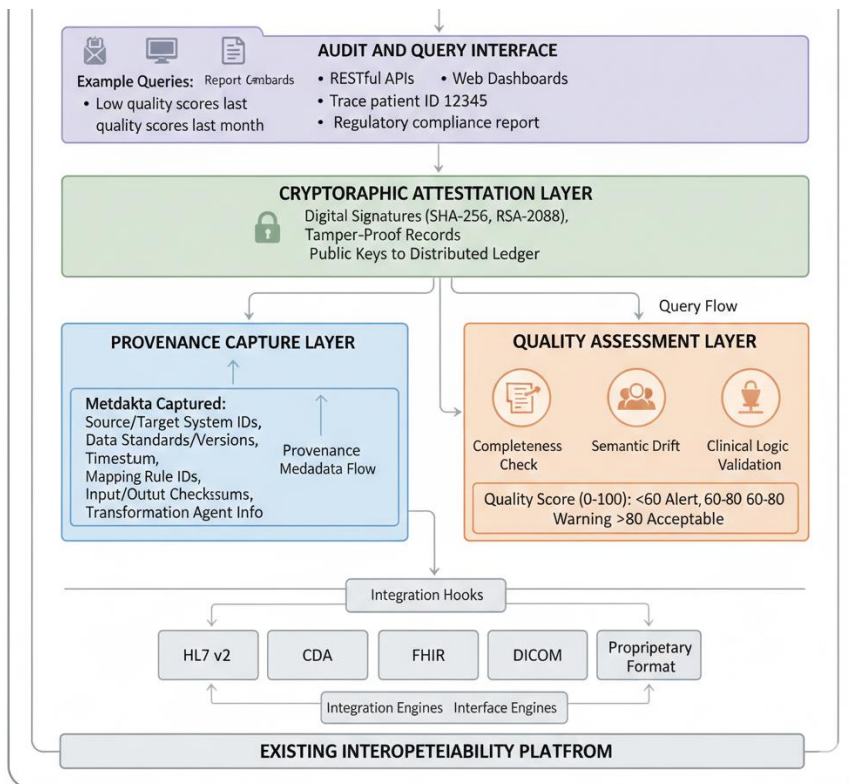 AUDIT AND QUERY INTERFACE
Example Queries:
Report Cmbards
• Low quality scores last
quality scores last month
• RESTful APIs • Web Dashboards
• Trace patient ID 12345
• Regulatory compliance report
CRYPTORAPHIC ATTESTTATION LAYER
Digital Signatures (SHA-256, RSA-2088),
Tamper-Proof Records
Public Keys to Distributed Ledger
Query Flow
PROVENANCE CAPTURE LAYER
Metdakta Captured:
Source/Target System IDs,
Data Standards/Versions,
Timestum,
Mapping Rule IDs,
Input/Outut Checkssums,
Transformation Agent Info
Provenance
Medadata Flow
QUALITY ASSESSMENT LAYER
Completeness
Check
Semantic Drift
Clinical Logic
Validation
Quality Score (0-100): <60 Alert, 60-80 60-80
Warning >80 Acceptable
Integration Hooks
HL7 v2
CDA
FHIR
DICOM
Propripetary
Format
Integration Engines Interface Engines
EXISTING INTEROPETEIABILITY PLATFROM